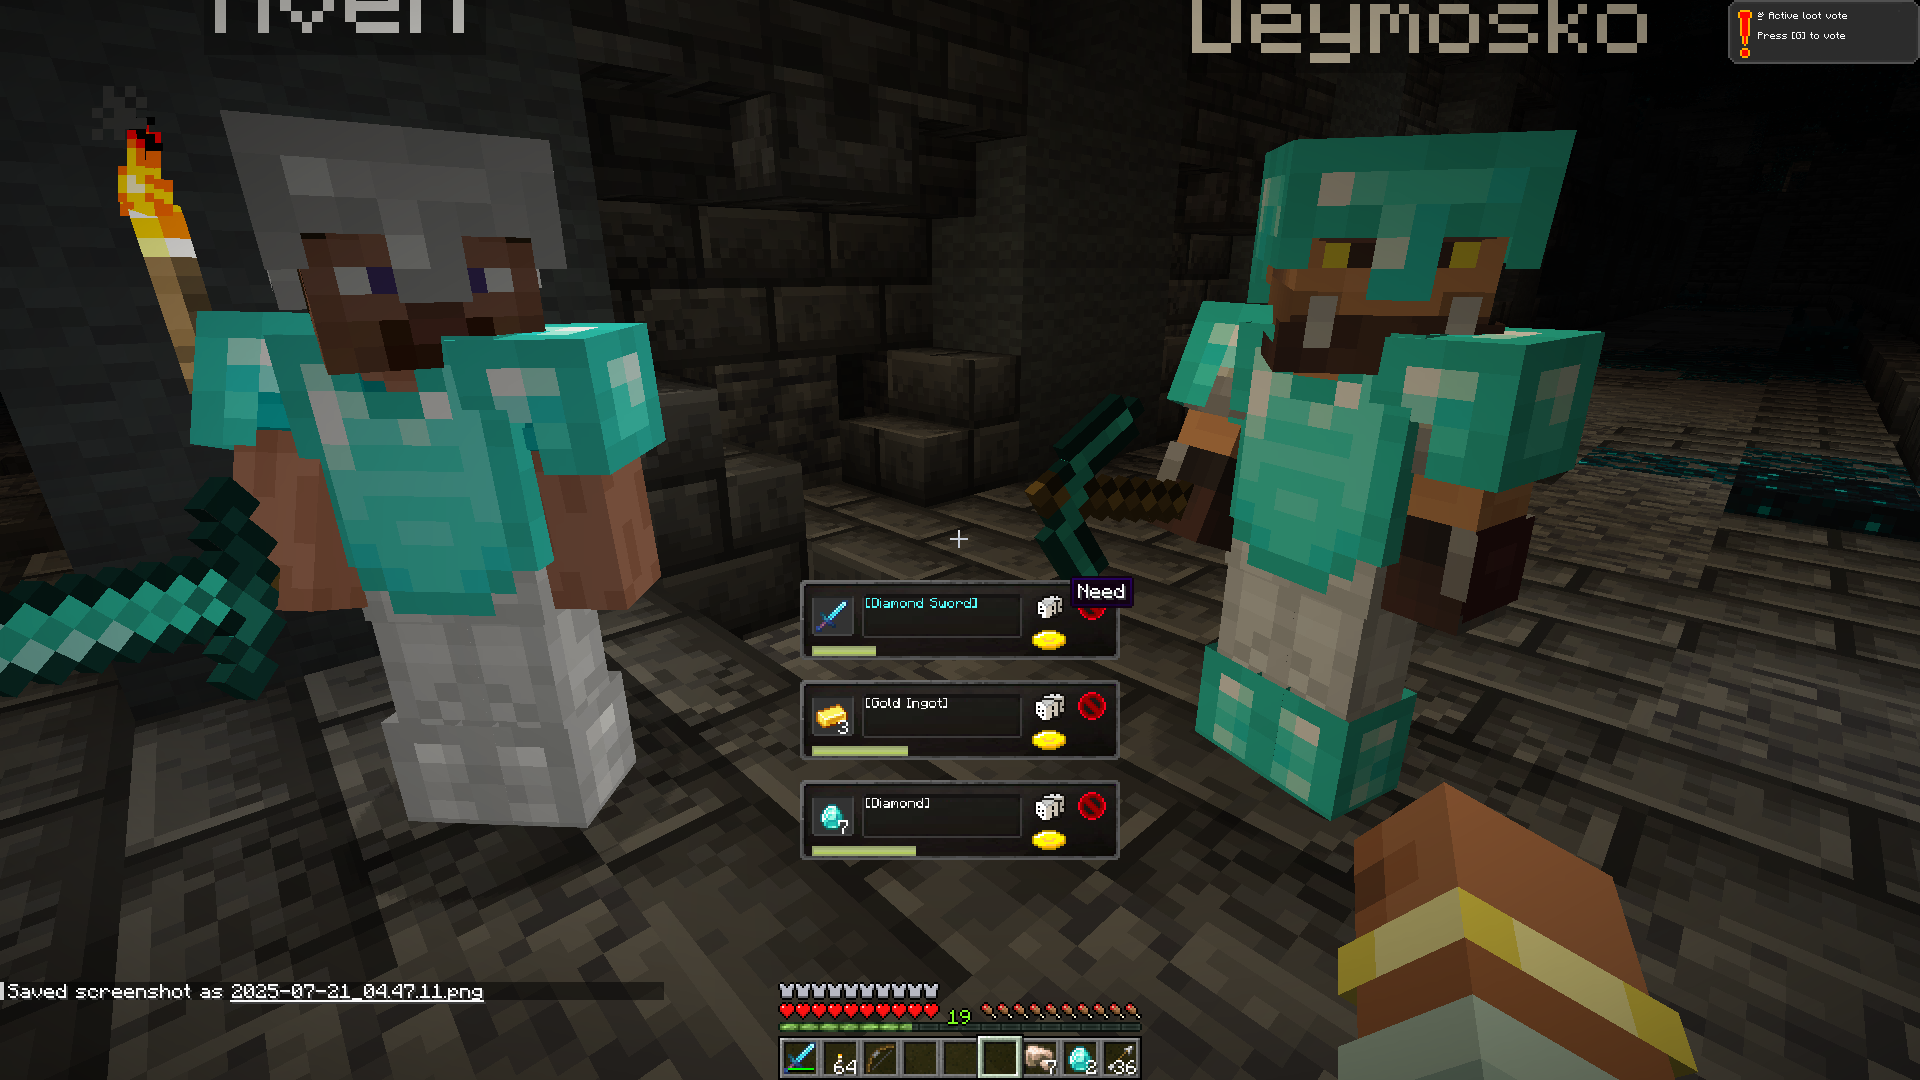 Deymosko
Active loot vote
Press [G] to vote
Need
[Diamond Sword]
[Gold Ingot]
3
[Diamond]
7
Saved screenshot as 2025-07-21_04.47.11.png
19
64
7
2
+36